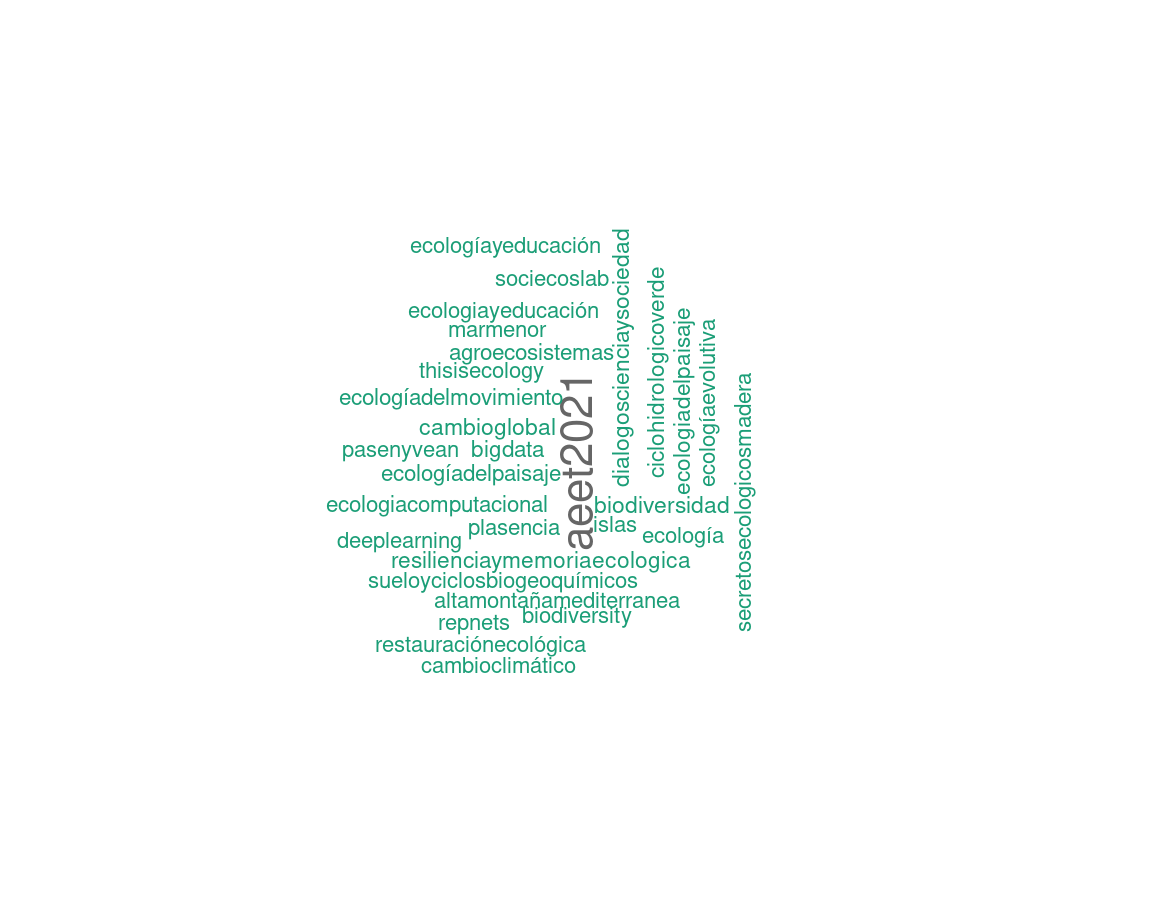 ecologíayeducación
sociecoslab
ecologiayeducación
marmenor
agroecosistemas
thisisecology
ecologíadelmovimiento
cambioglobal
pasenyvean bigdata
ecologíadelpaisaje
ecologiacomputacional
plasencia
deeplearning
aeet2021
dialogoscienciaysociedad
ciclohidrologicoverde
ecologiadelpaisaje
ecologíaevolutiva
secretosecologicosmadera
biodiversidad
islas
ecología
resilienciaymemoriaecologica
sueloyciclosbiogeoquímicos
altamontañamediterranea
biodiversity
repnets
restauraciónecológica
cambioclimático